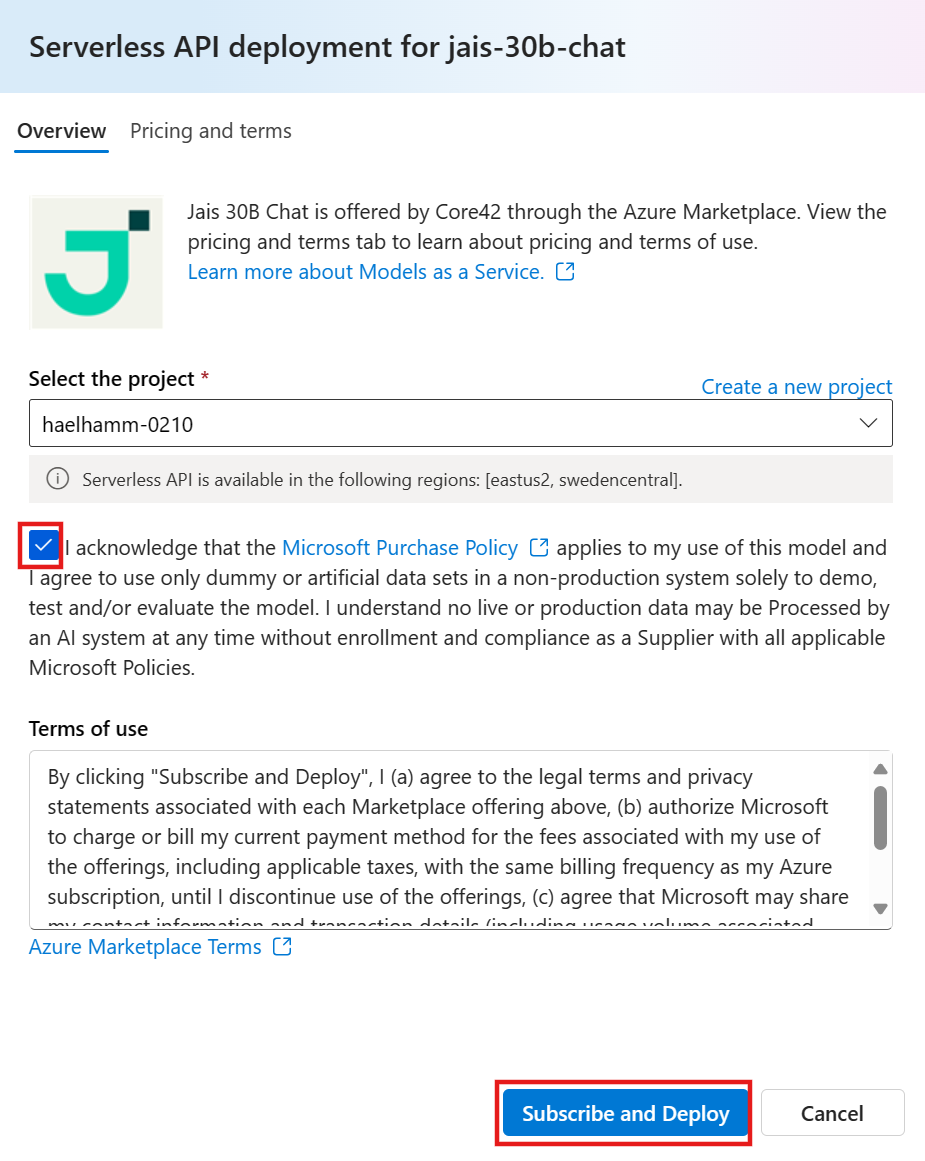 Serverless API deployment for jais-30b-chat
Overview Pricing and terms
Jais 30B Chat is offered by Core42 through the Azure Marketplace. View the
pricing and terms tab to learn about pricing and terms of use.
Learn more about Models as a Service.
Select the project *
Create a new project
haelhamm-0210
Serverless API is available in the following regions: [eastus2, swedencentral].
I acknowledge that the Microsoft Purchase Policy applies to my use of this model and
I agree to use only dummy or artificial data sets in a non-production system solely to demo,
test and/or evaluate the model. I understand no live or production data may be Processed by
an AI system at any time without enrollment and compliance as a Supplier with all applicable
Microsoft Policies.
Terms of use
By clicking "Subscribe and Deploy", I (a) agree to the legal terms and privacy
statements associated with each Marketplace offering above, (b) authorize Microsoft
to charge or bill my current payment method for the fees associated with my use of
the offerings, including applicable taxes, with the same billing frequency as my Azure
subscription, until I discontinue use of the offerings, (c) agree that Microsoft may share
my contact information and transaction details (including usage volume associated
Azure Marketplace Terms
Subscribe and Deploy Cancel